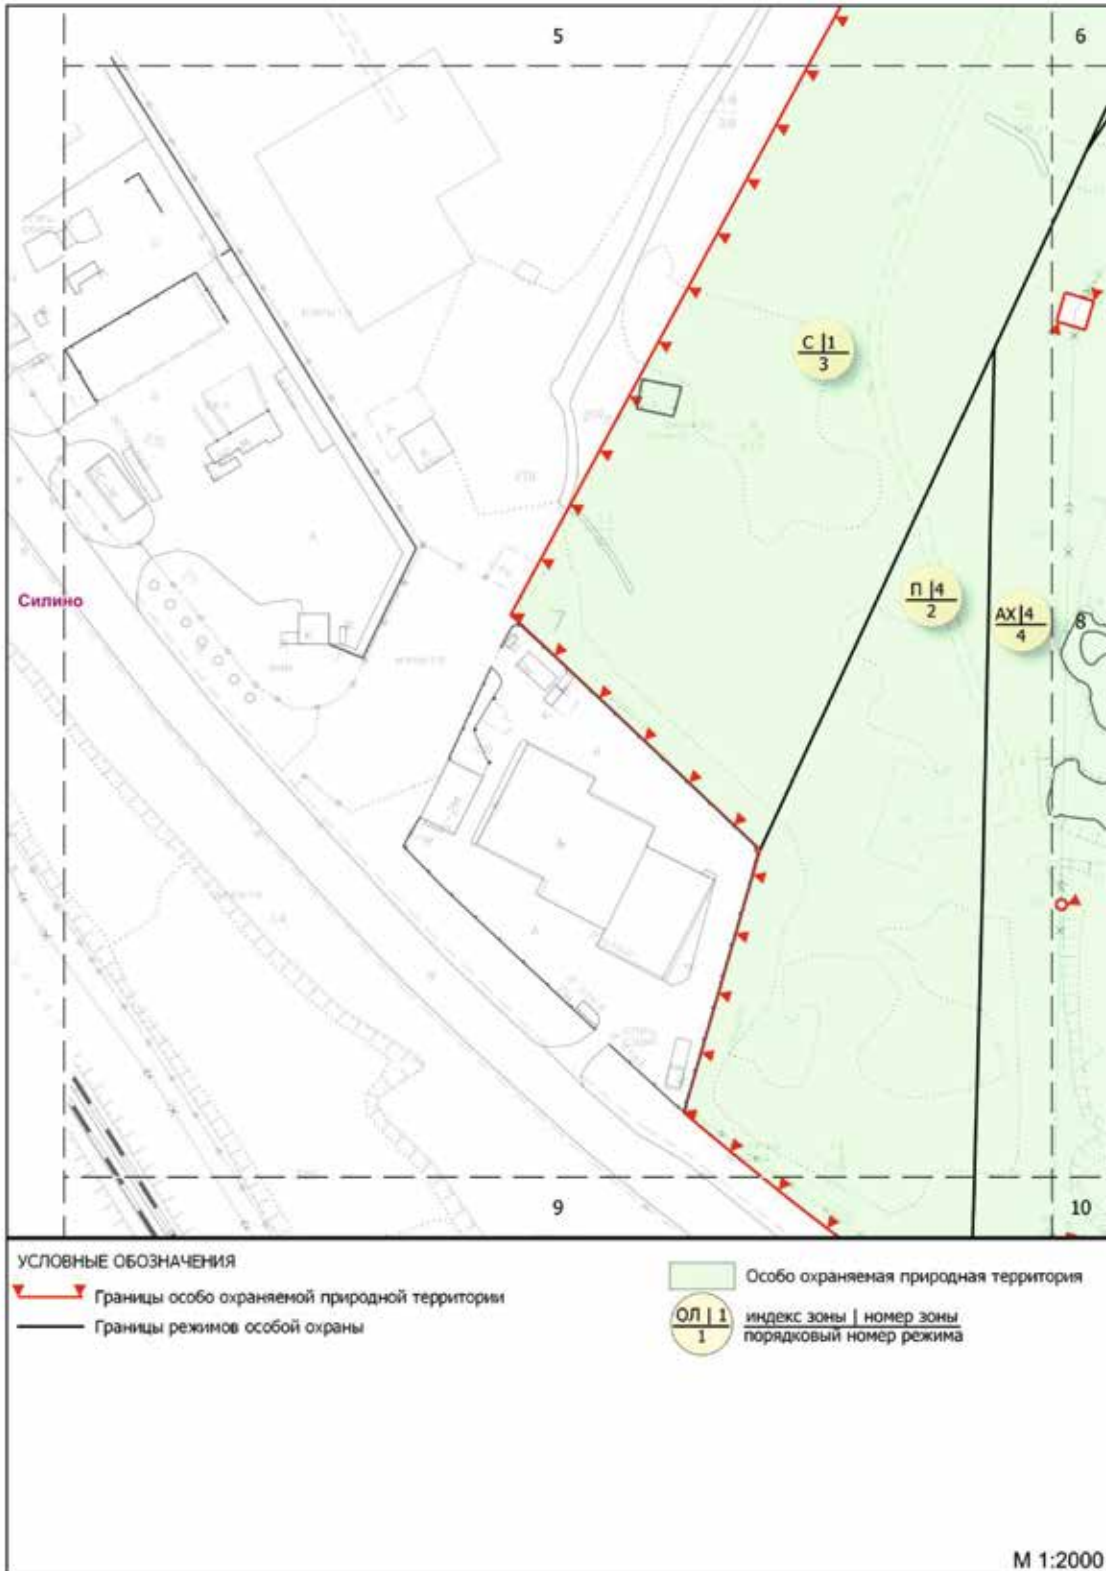 5
6
С |1
3
П |4
2
АХ|4
4
8
Силино
7
9
10
УСЛОВНЫЕ ОБОЗНАЧЕНИЯ
Границы особо охраняемой природной территории
Границы режимов особой охраны
Особо охраняемая природная территория
ОЛ | 1
1
индекс зоны | номер зоны
порядковый номер режима
М 1:2000